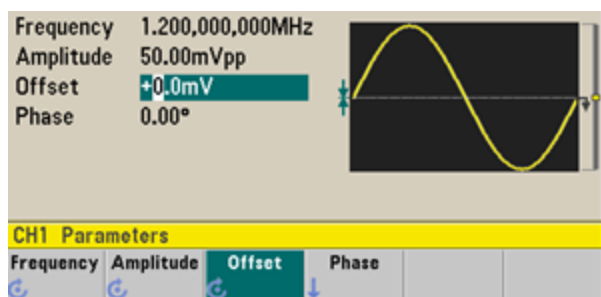 Frequency 1.200,000,000MHz
Amplitude 50.00mVpp
Offset +0.0mV
Phase 0.00°
CH1 Parameters
Frequency Amplitude Offset Phase